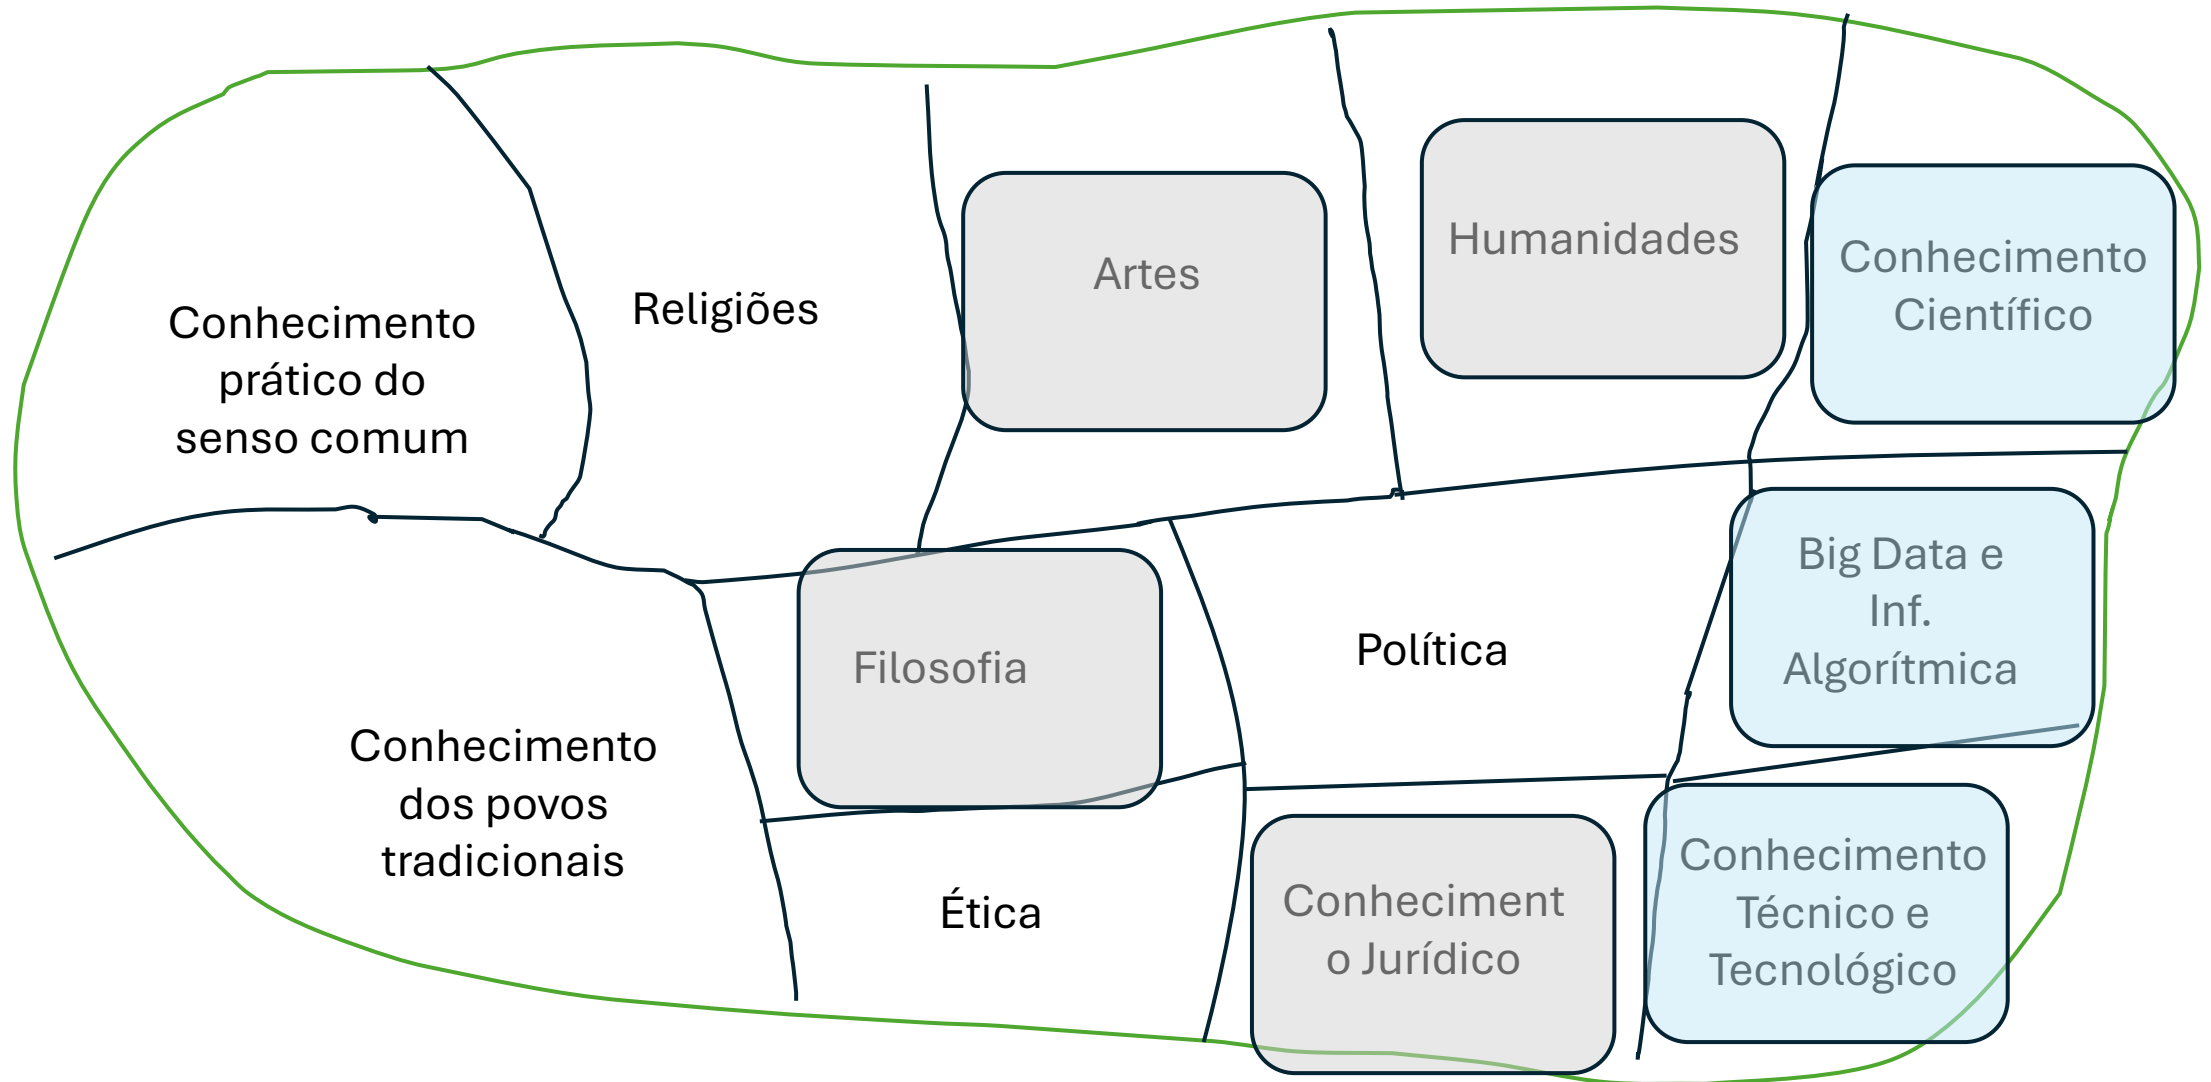 Conhecimento
prático do
senso comum
Religiões
Artes
Humanidades
Conhecimento
Científico
Conhecimento
dos povos
tradicionais
Filosofia
Política
Big Data e
Inf.
Algorítmica
Ética
Conheciment
o Jurídico
Conhecimento
Técnico e
Tecnológico